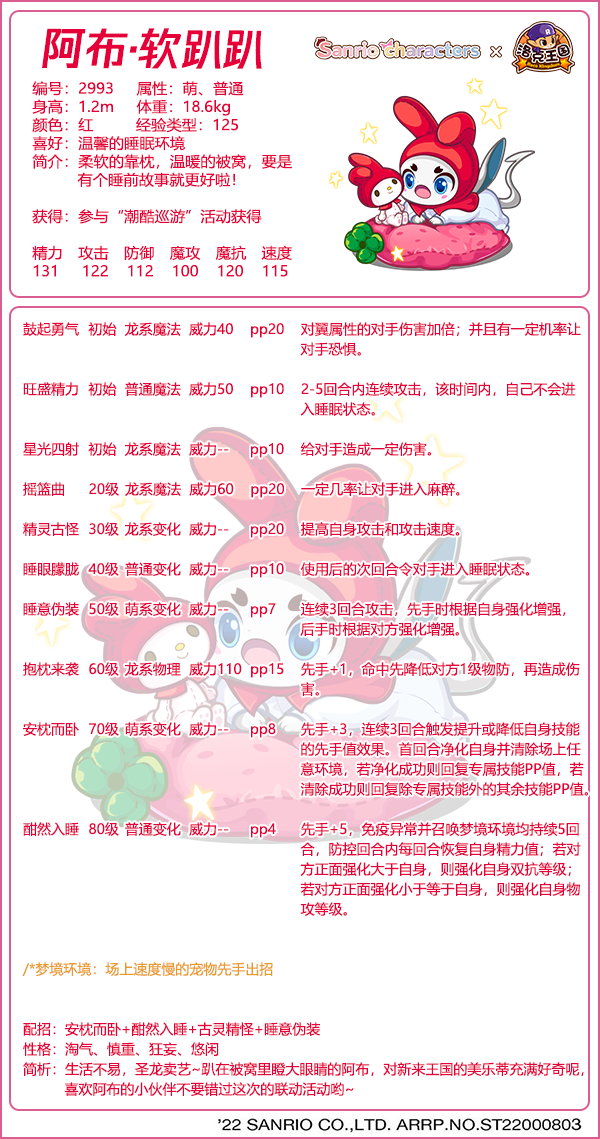 阿布·软趴趴
Sanrio characters × 洛克王国
编号：2993 属性：萌、普通
身高：1.2m 体重：18.6kg
颜色：红 经验类型：125
喜好：温馨的睡眠环境
简介：柔软的靠枕，温暖的被窝，要是
有个睡前故事就更好啦！
获得：参与“潮酷巡游”活动获得
精力 攻击 防御 魔攻 魔抗 速度
131 122 112 100 120 115
鼓起勇气 初始 龙系魔法 威力40 pp20 对翼属性的对手伤害加倍；并且有一定机率让
对手恐惧。
旺盛精力 初始 普通魔法 威力50 pp10 2-5回合内连续攻击，该时间内，自己不会进
入睡眠状态。
星光四射 初始 龙系魔法 威力-- pp10 给对手造成一定伤害。
摇篮曲 20级 龙系魔法 威力60 pp20 一定几率让对手进入麻醉。
精灵古怪 30级 龙系变化 威力-- pp20 提高自身攻击和攻击速度。
睡眼朦胧 40级 普通变化 威力-- pp10 使用后的次回合令对手进入睡眠状态。
睡意伪装 50级 萌系变化 威力-- pp7 连续3回合攻击，先手时根据自身强化增强，
后手时根据对方强化增强。
抱枕来袭 60级 龙系物理 威力110 pp15 先手+1，命中先降低对方1级物防，再造成伤
害。
安枕而卧 70级 萌系变化 威力-- pp8 先手+3，连续3回合触发提升或降低自身技能
的先手值效果。首回合净化自身并清除场上任
意环境，若净化成功则回复专属技能PP值，若
清除成功则回复除专属技能外的其余技能PP值。
酣然入睡 80级 普通变化 威力-- pp4 先手+5，免疫异常并召唤梦境环境均持续5回
合，防控回合内每回合恢复自身精力值；若对
方正面强化大于自身，则强化自身双抗等级；
若对方正面强化小于等于自身，则强化自身物
攻等级。
/*梦境环境：场上速度慢的宠物先手出招
配招：安枕而卧+酣然入睡+古灵精怪+睡意伪装
性格：淘气、慎重、狂妄、悠闲
简析：生活不易，圣龙卖艺~趴在被窝里瞪大眼睛的阿布，对新来王国的美乐蒂充满好奇呢，
喜欢阿布的小伙伴不要错过这次的联动活动哟~
’22 SANRIO CO.,LTD. ARRP.NO.ST22000803